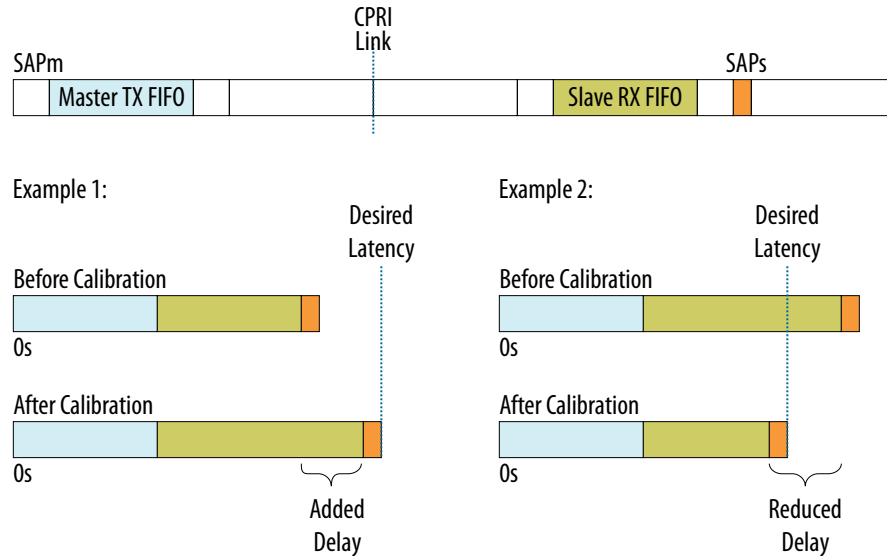 CPRI
Link
SAPm
SAPs
Master TX FIFO
Slave RX FIFO
Example 1:
Desired
Latency
Before Calibration
0s
After Calibration
0s
Added
Delay
Example 2:
Desired
Latency
Before Calibration
0s
After Calibration
0s
Reduced
Delay